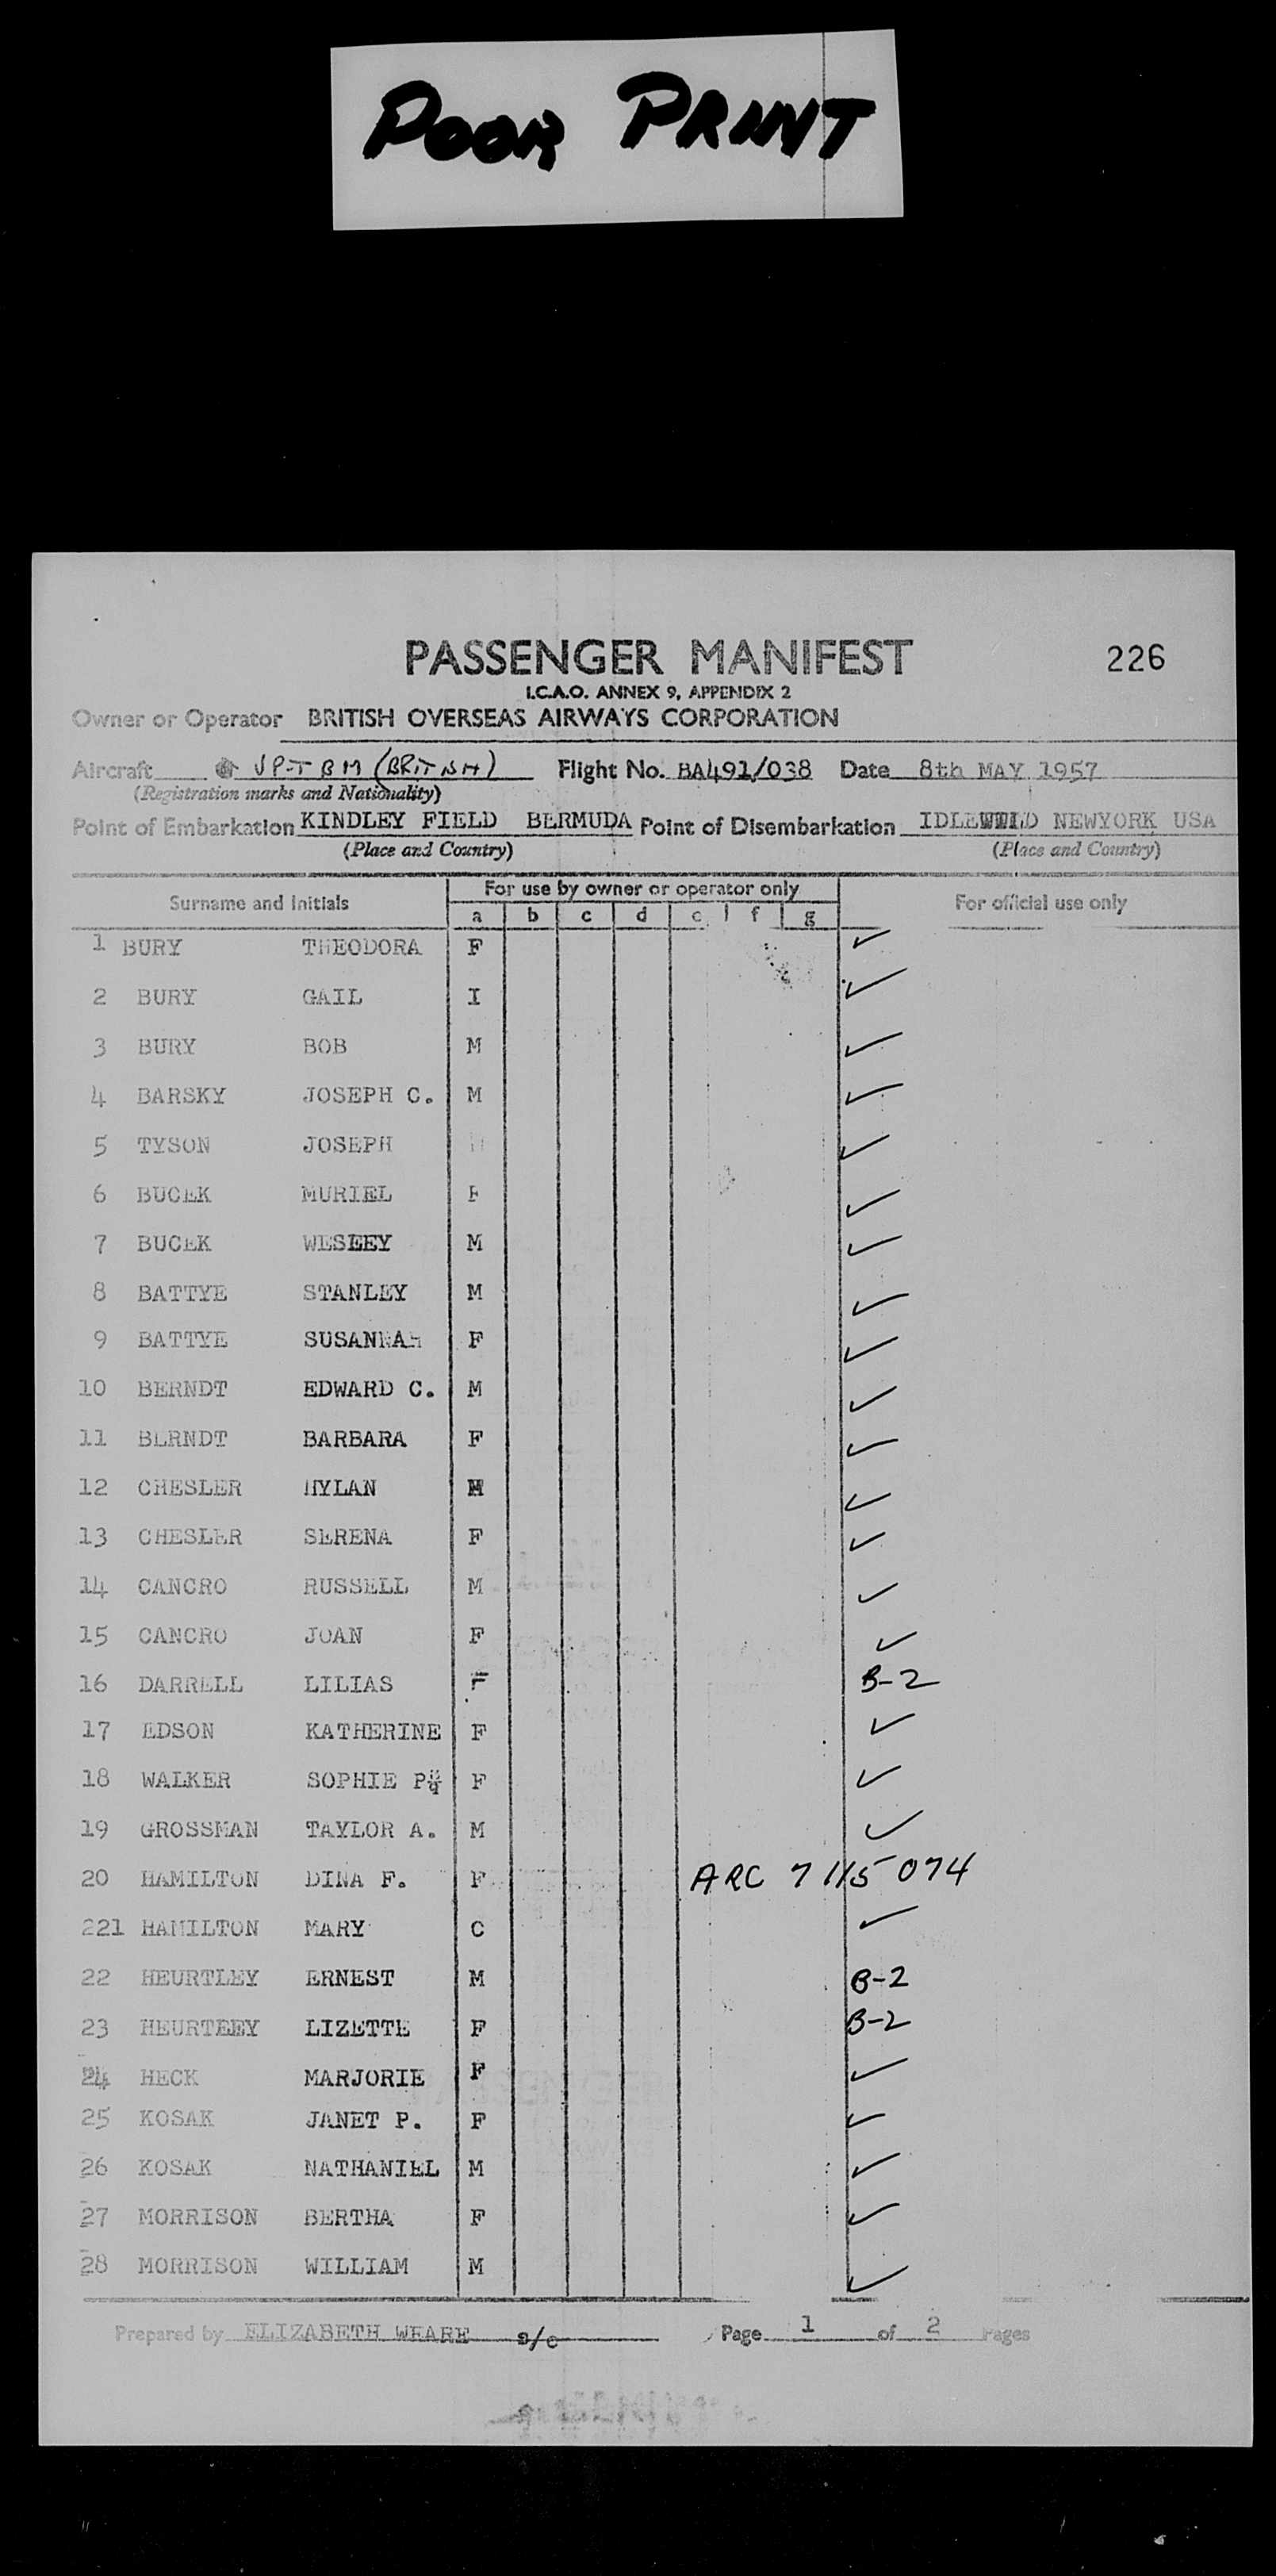 POOR PRINT
PASSENGER MANIFEST 226
I.C.A.O. ANNEX 9, APPENDIX 2
Owner or Operator BRITISH OVERSEAS AIRWAYS CORPORATION
Aircraft VP-T BM (BRITISH) Flight No. BA491/038 Date 8th MAY 1957
(Registration marks and Nationality)
Point of Embarkation KINDLEY FIELD BERMUDA Point of Disembarkation IDLEWILD NEWYORK USA
(Place and Country) (Place and Country)
Surname and Initials For use by owner or operator only For official use only
a b c d e f g
1 BURY THEODORA F ✓
2 BURY GAIL I ✓
3 BURY BOB M ✓
4 BARSKY JOSEPH C. M ✓
5 TYSON JOSEPH M ✓
6 BUCEK MURIEL F ✓
7 BUCEK WESEEY M ✓
8 BATTYE STANLEY M ✓
9 BATTYE SUSANNAH F ✓
10 BERNDT EDWARD C. M ✓
11 BERNDT BARBARA F ✓
12 CHESLER HYLAN M ✓
13 CHESLER SERENA F ✓
14 CANCRO RUSSELL M ✓
15 CANCRO JOAN F ✓
16 DARRELL LILIAS F B-2
17 EDSON KATHERINE F ✓
18 WALKER SOPHIE F ✓
19 GROSSMAN TAYLOR A. M ✓
20 HAMILTON DINA F. F ARC 7 115 074
221 HAMILTON MARY C ✓
22 HEURTLEY ERNEST M B-2
23 HEURTEEY LIZETTE F B-2
24 HECK MARJORIE F ✓
25 KOSAK JANET P. F ✓
26 KOSAK NATHANIEL M ✓
27 MORRISON BERTHA F ✓
28 MORRISON WILLIAM M ✓
Prepared by ELIZABETH WEARE s/c Page 1 of 2 Pages